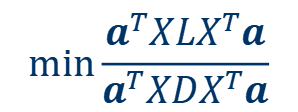 min a^T XLX^T a / a^T XDX^T a